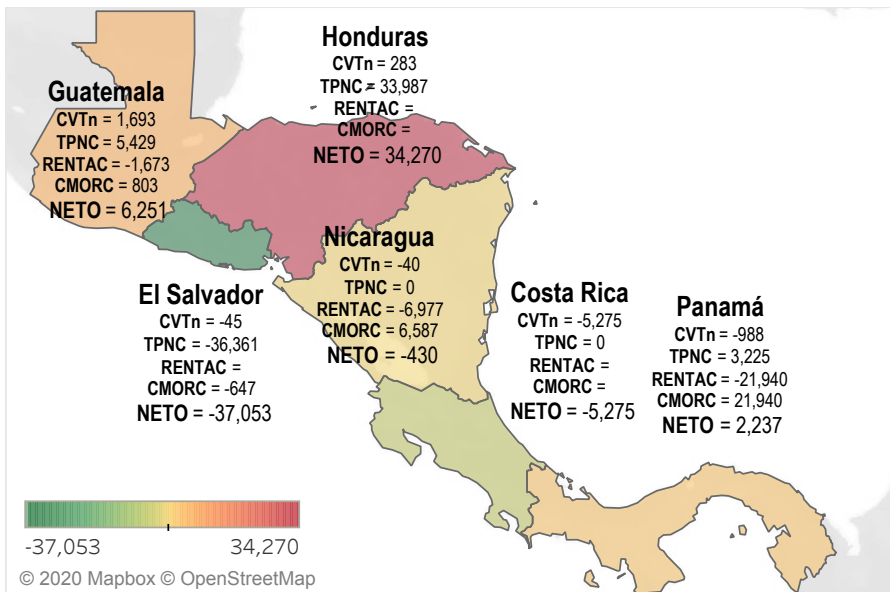 Honduras
CVTn = 283
TPNC = 33,987
RENTAC =
CMORC =
NETO = 34,270
Guatemala
CVTn = 1,693
TPNC = 5,429
RENTAC = -1,673
CMORC = 803
NETO = 6,251
Nicaragua
CVTn = -40
TPNC = 0
RENTAC = -6,977
CMORC = 6,587
NETO = -430
El Salvador
CVTn = -45
TPNC = -36,361
RENTAC =
CMORC = -647
NETO = -37,053
Costa Rica
CVTn = -5,275
TPNC = 0
RENTAC =
CMORC =
NETO = -5,275
Panamá
CVTn = -988
TPNC = 3,225
RENTAC = -21,940
CMORC = 21,940
NETO = 2,237
-37,053 34,270
© 2020 Mapbox © OpenStreetMap